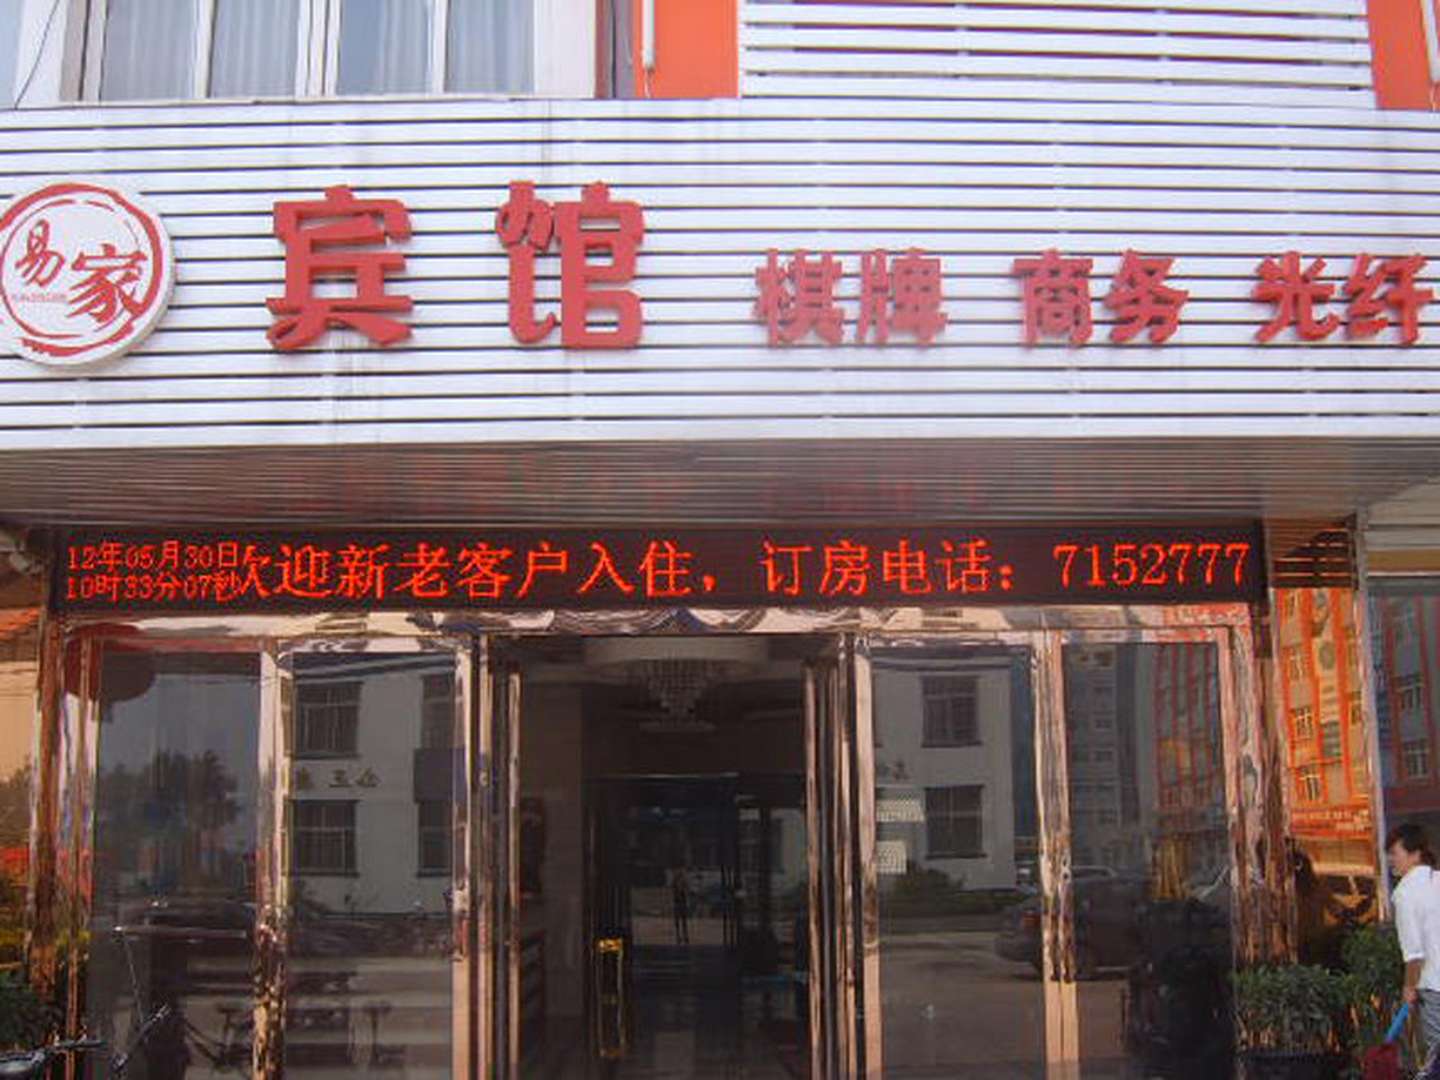 易家
宾馆 棋牌 商务 光纤
12年05月30日
10时33分07秒
欢迎新老客户入住，订房电话：7152777